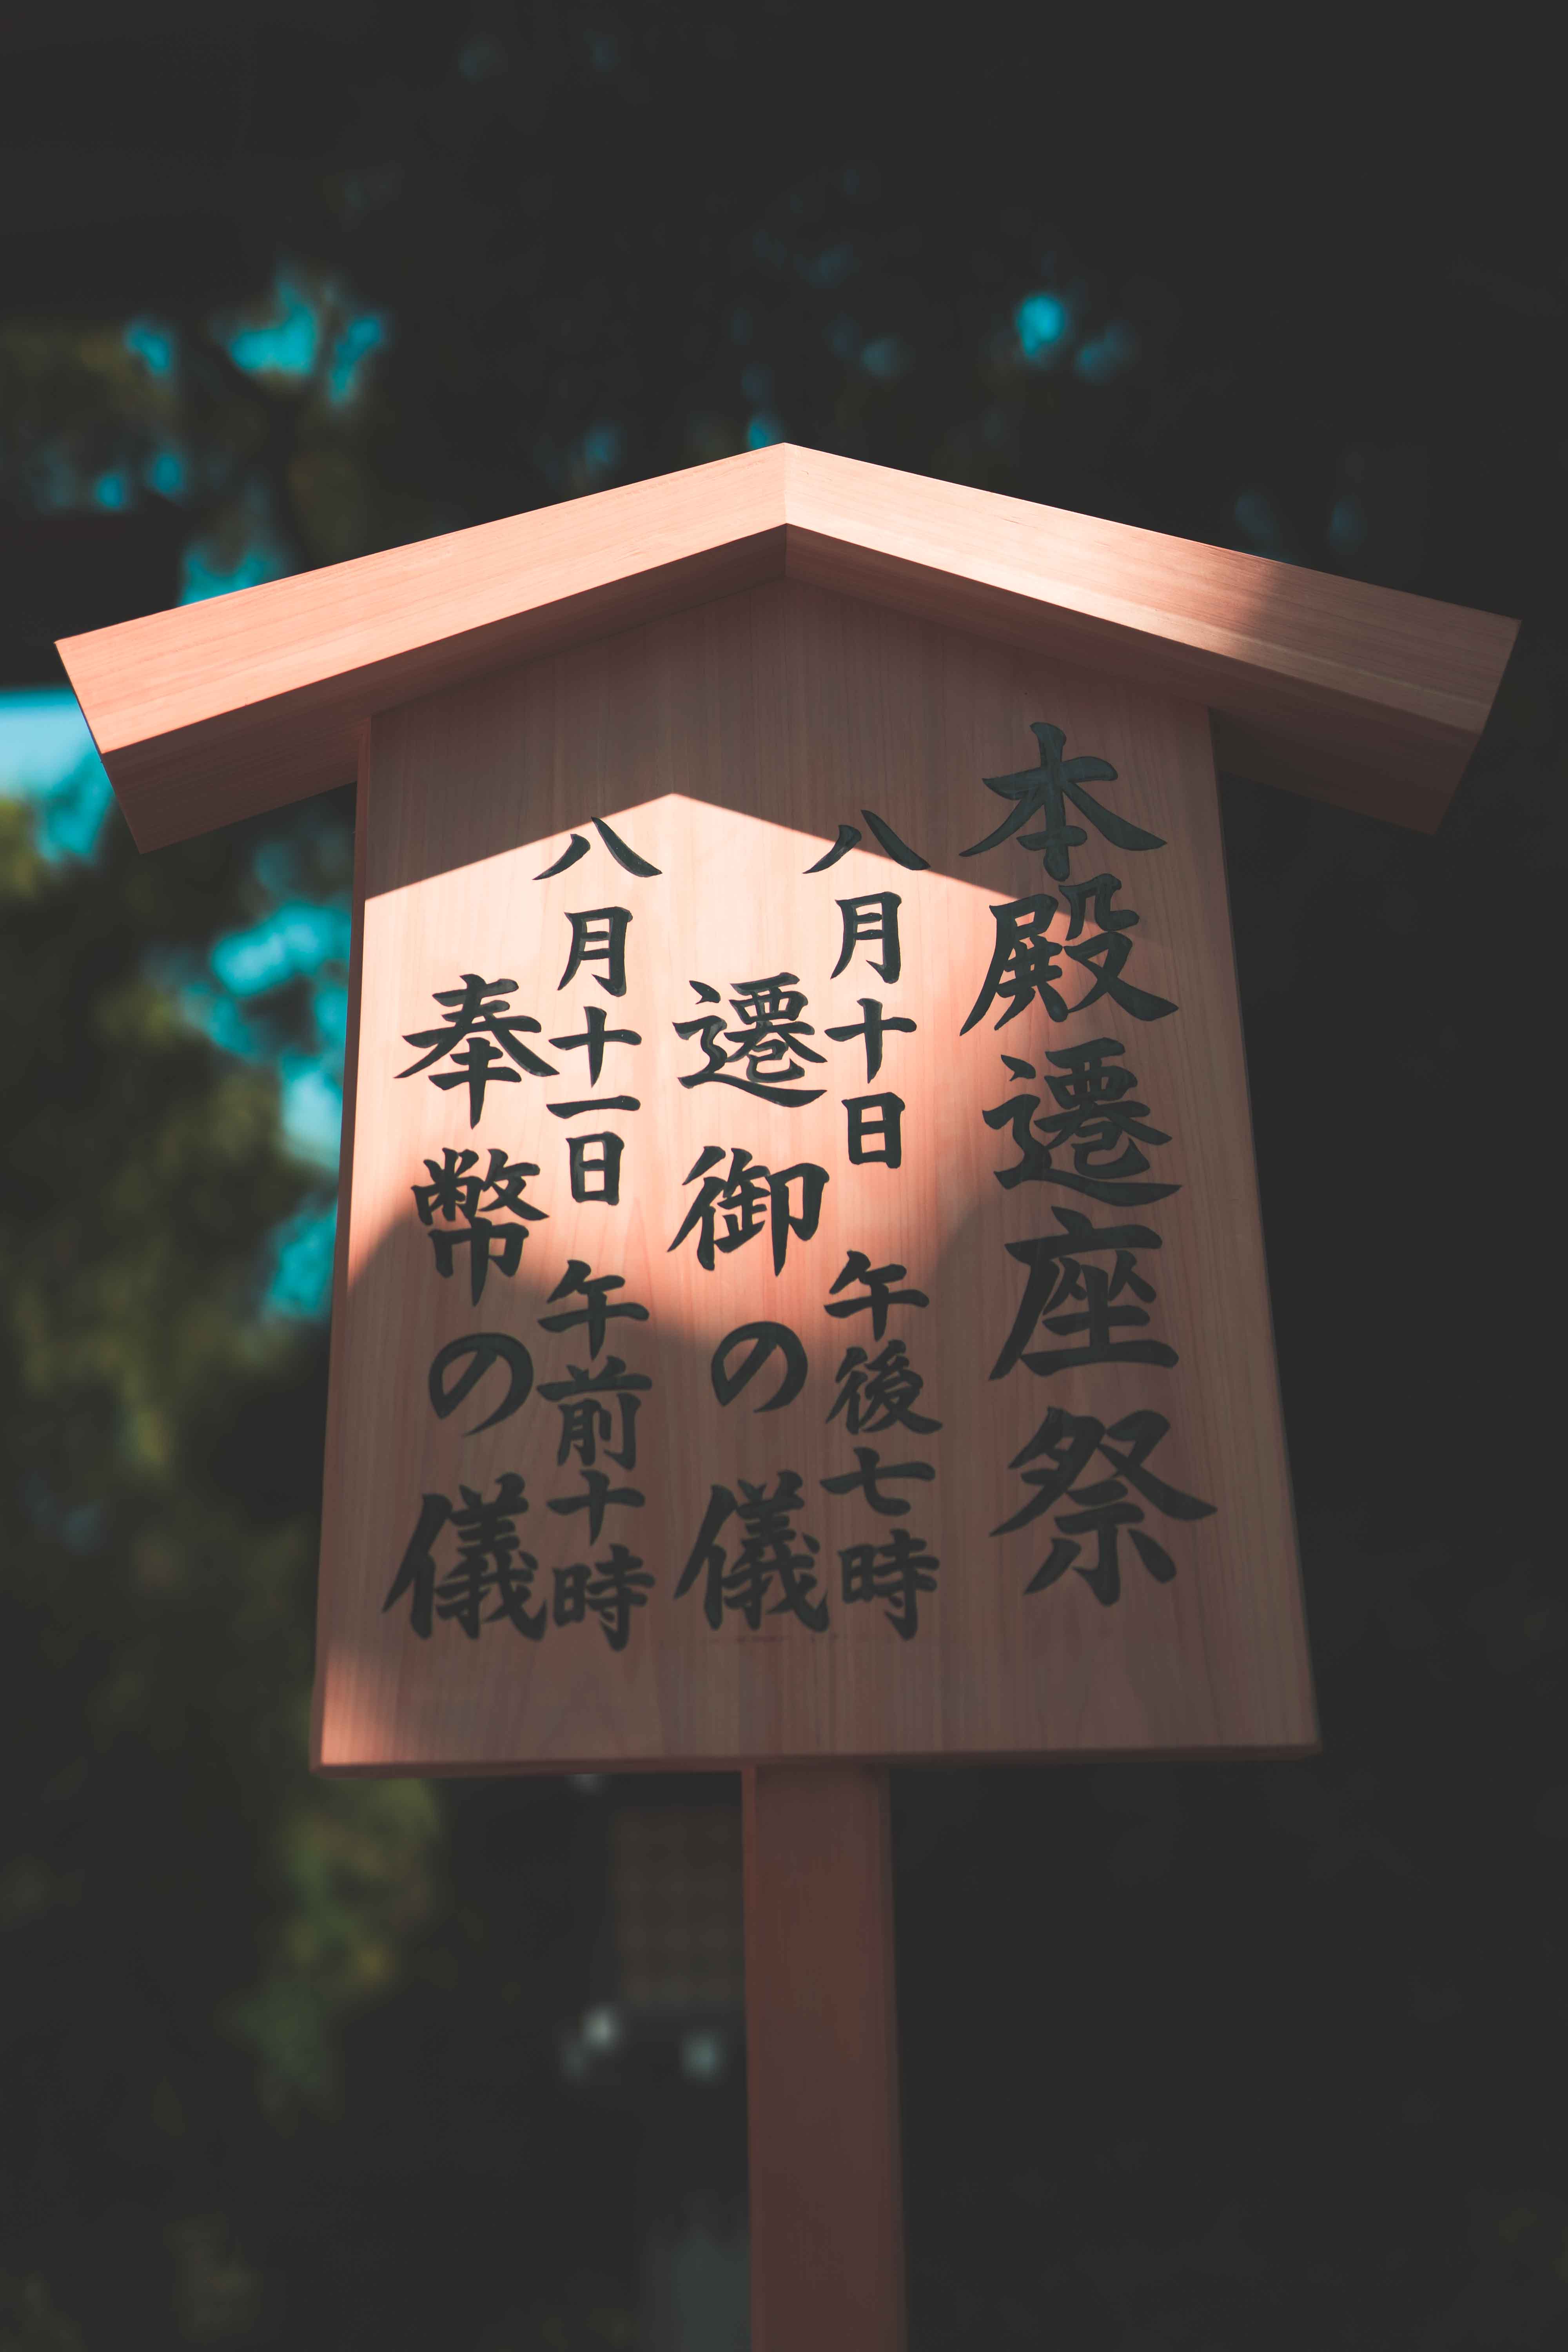 本殿遷座祭
八月十日 午後七時
遷御の儀
八月十一日 午前十時
奉幣の儀